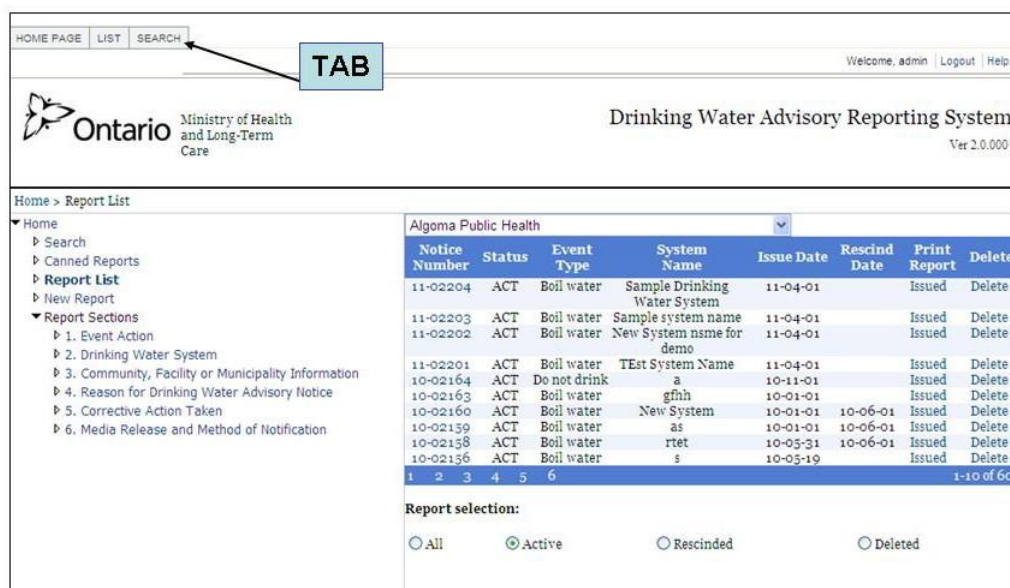 HOME PAGE LIST SEARCH
TAB
Welcome, admin | Logout | Help
Ontario
Ministry of Health
and Long-Term
Care
Drinking Water Advisory Reporting System
Ver 2.0.000
Home > Report List
Home
Search
Canned Reports
Report List
New Report
Report Sections
1. Event Action
2. Drinking Water System
3. Community, Facility or Municipality Information
4. Reason for Drinking Water Advisory Notice
5. Corrective Action Taken
6. Media Release and Method of Notification
Algoma Public Health
Notice Number Status Event Type System Name Issue Date Rescind Date Print Report Delete
11-02204 ACT Boil water Sample Drinking Water System 11-04-01 Issued Delete
11-02203 ACT Boil water Sample system name 11-04-01 Issued Delete
11-02202 ACT Boil water New System nsme for demo 11-04-01 Issued Delete
11-02201 ACT Boil water TEst System Name 11-04-01 Issued Delete
10-02164 ACT Do not drink a 10-11-01 Issued Delete
10-02163 ACT Boil water gfhh 10-01-01 Issued Delete
10-02160 ACT Boil water New System 10-01-01 10-06-01 Issued Delete
10-02159 ACT Boil water as 10-01-01 10-06-01 Issued Delete
10-02158 ACT Boil water rtet 10-05-31 10-06-01 Issued Delete
10-02156 ACT Boil water s 10-05-19 Issued Delete
1 2 3 4 5 6 1-10 of 60
Report selection:
All Active Rescinded Deleted